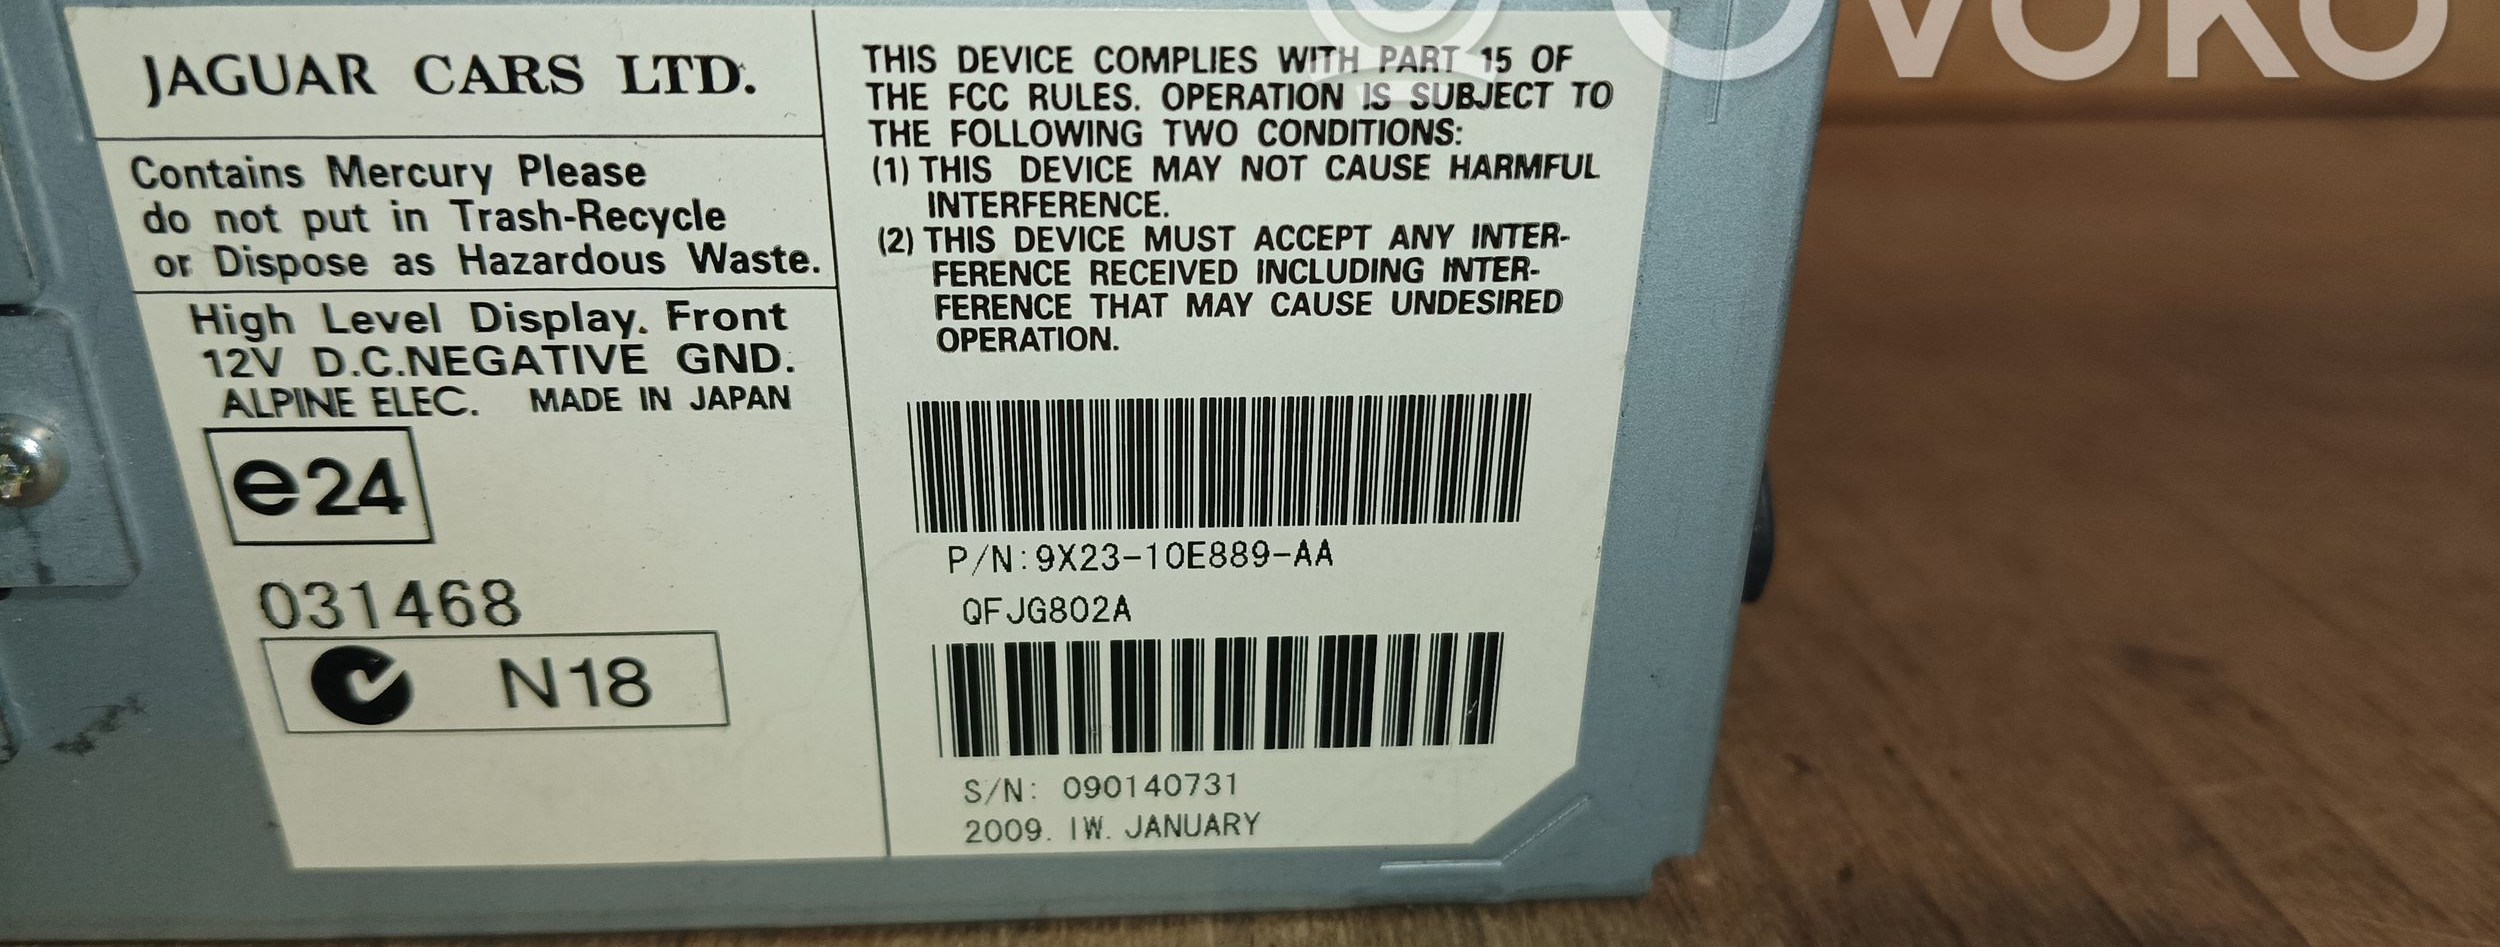 JAGUAR CARS LTD.
Contains Mercury Please
do not put in Trash-Recycle
or Dispose as Hazardous Waste.
High Level Display. Front
12V D.C.NEGATIVE GND.
ALPINE ELEC. MADE IN JAPAN
e24
031468
N18
THIS DEVICE COMPLIES WITH PART 15 OF
THE FCC RULES. OPERATION IS SUBJECT TO
THE FOLLOWING TWO CONDITIONS:
(1) THIS DEVICE MAY NOT CAUSE HARMFUL
INTERFERENCE.
(2) THIS DEVICE MUST ACCEPT ANY INTER-
FERENCE RECEIVED INCLUDING INTER-
FERENCE THAT MAY CAUSE UNDESIRED
OPERATION.
P/N:9X23-10E889-AA
QFJG802A
S/N: 090140731
2009. IW. JANUARY
OVOKO